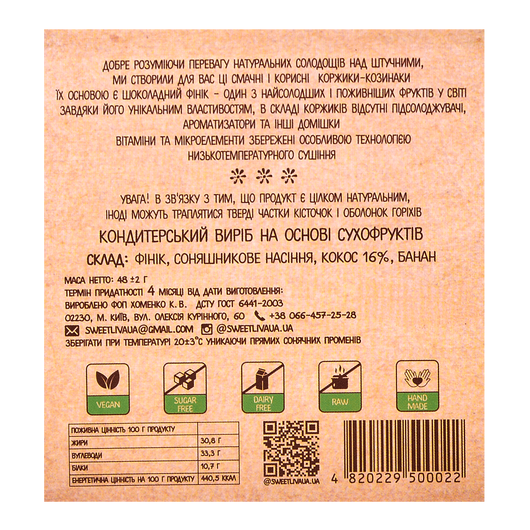 ДОБРЕ РОЗУМІЮЧИ ПЕРЕВАГУ НАТУРАЛЬНИХ СОЛОДОЩІВ НАД ШТУЧНИМИ,
МИ СТВОРИЛИ ДЛЯ ВАС ЦІ СМАЧНІ І КОРИСНІ КОРЖИКИ-КОЗИНАКИ
ЇХ ОСНОВОЮ Є ШОКОЛАДНИЙ ФІНІК - ОДИН З НАЙСОЛОДШИХ І ПОЖИВНІШИХ ФРУКТІВ У СВІТІ
ЗАВДЯКИ ЙОГО УНІКАЛЬНИМ ВЛАСТИВОСТЯМ, В СКЛАДІ КОРЖИКІВ ВІДСУТНІ ПІДСОЛОДЖУВАЧІ,
АРОМАТИЗАТОРИ ТА ІНШІ ДОМІШКИ
ВІТАМІНИ ТА МІКРОЕЛЕМЕНТИ ЗБЕРЕЖЕНІ ОСОБЛИВОЮ ТЕХНОЛОГІЄЮ
НИЗЬКОТЕМПЕРАТУРНОГО СУШІННЯ
* * *
УВАГА! В ЗВ'ЯЗКУ З ТИМ, ЩО ПРОДУКТ Є ЦІЛКОМ НАТУРАЛЬНИМ,
ІНОДІ МОЖУТЬ ТРАПЛЯТИСЯ ТВЕРДІ ЧАСТКИ КІСТОЧОК І ОБОЛОНОК ГОРІХІВ
КОНДИТЕРСЬКИЙ ВИРІБ НА ОСНОВІ СУХОФРУКТІВ
СКЛАД: ФІНІК, СОНЯШНИКОВЕ НАСІННЯ, КОКОС 16%, БАНАН
МАСА НЕТТО: 48 ±2 Г
ТЕРМІН ПРИДАТНОСТІ 4 МІСЯЦІ ВІД ДАТИ ВИГОТОВЛЕННЯ:
ВИРОБЛЕНО ФОП ХОМЕНКО К. В. ДСТУ ГОСТ 6441-2003
02230, М. КИЇВ, ВУЛ. ОЛЕКСІЯ КУРІННОГО, 60 +38 066-457-25-28
SWEETLIVAUA@GMAIL.COM @SWEETLIVAUA.UA
ЗБЕРІГАТИ ПРИ ТЕМПЕРАТУРІ 20±3°C УНИКАЮЧИ ПРЯМИХ СОНЯЧНИХ ПРОМЕНІВ
VEGAN
SUGAR FREE
DAIRY FREE
RAW
HAND MADE
ПОЖИВНА ЦІННІСТЬ 100 Г ПРОДУКТУ
ЖИРИ 30,8 Г
ВУГЛЕВОДИ 33,3 Г
БІЛКИ 10,7 Г
ЕНЕРГЕТИЧНА ЦІННІСТЬ НА 100 Г ПРОДУКТУ 440,5 ККАЛ
@SWEETLIVAUA.UA
4 820229 500022